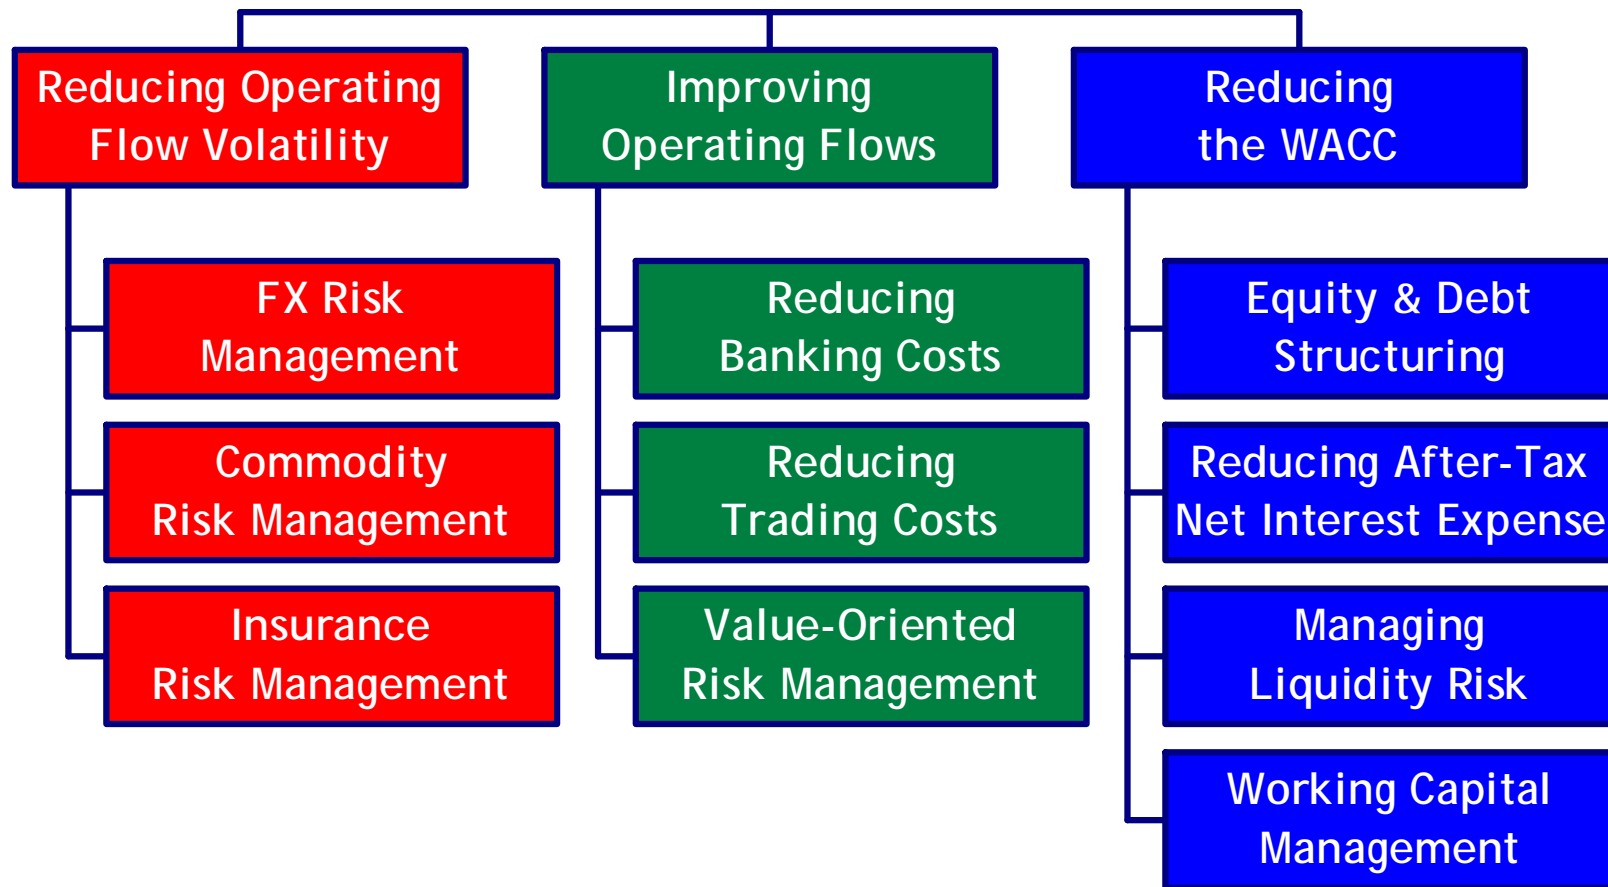 Reducing Operating
Flow Volatility
Improving
Operating Flows
Reducing
the WACC
FX Risk
Management
Reducing
Banking Costs
Equity & Debt
Structuring
Commodity
Risk Management
Reducing
Trading Costs
Reducing After-Tax
Net Interest Expense
Insurance
Risk Management
Value-Oriented
Risk Management
Managing
Liquidity Risk
Working Capital
Management